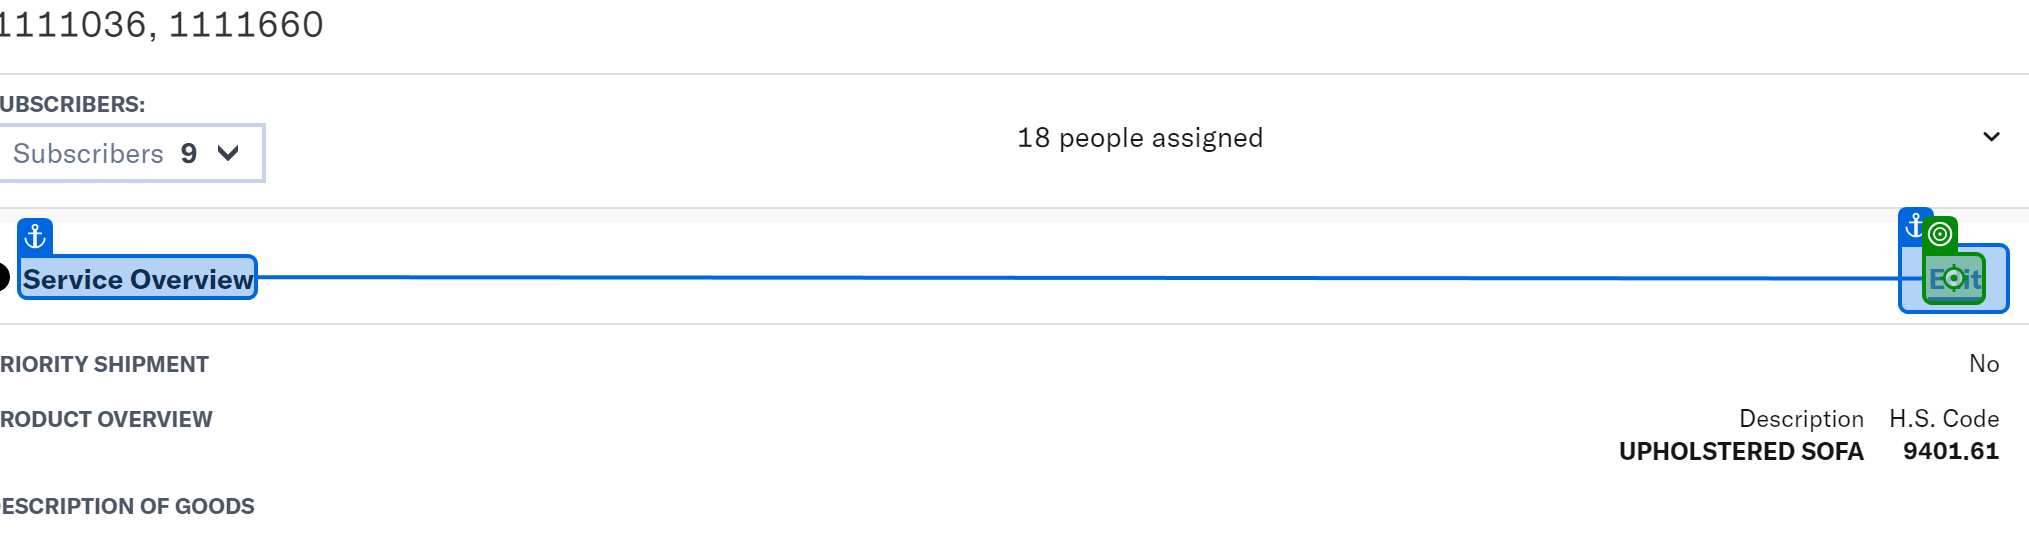 1111036, 1111660
UBSCRIBERS:
Subscribers 9
18 people assigned
Service Overview
Edit
RIORITY SHIPMENT
No
RODUCT OVERVIEW
Description H.S. Code
UPHOLSTERED SOFA 9401.61
ESCRIPTION OF GOODS